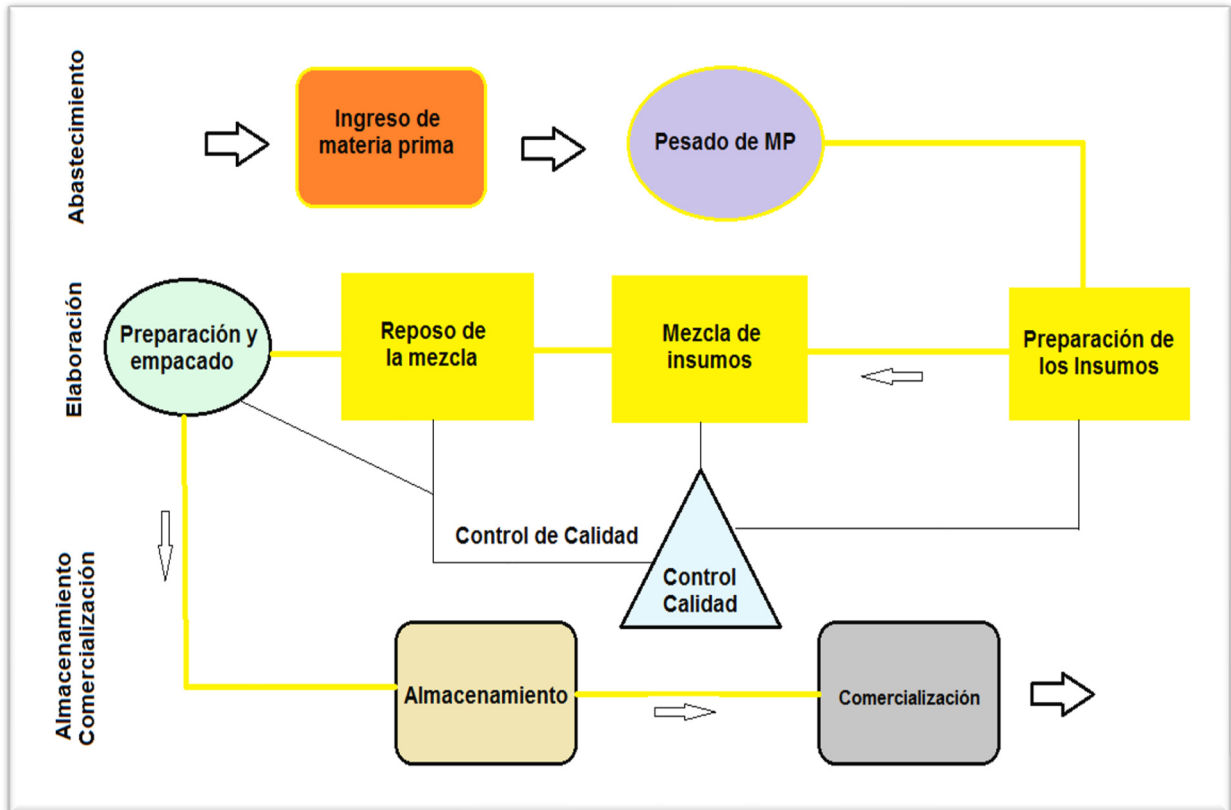 Abastecimiento
Ingreso de
materia prima
Pesado de MP
Elaboración
Preparación y
empacado
Reposo de
la mezcla
Mezcla de
insumos
Preparación de
los Insumos
Control de Calidad
Control
Calidad
Almacenamiento
Comercialización
Almacenamiento
Comercialización